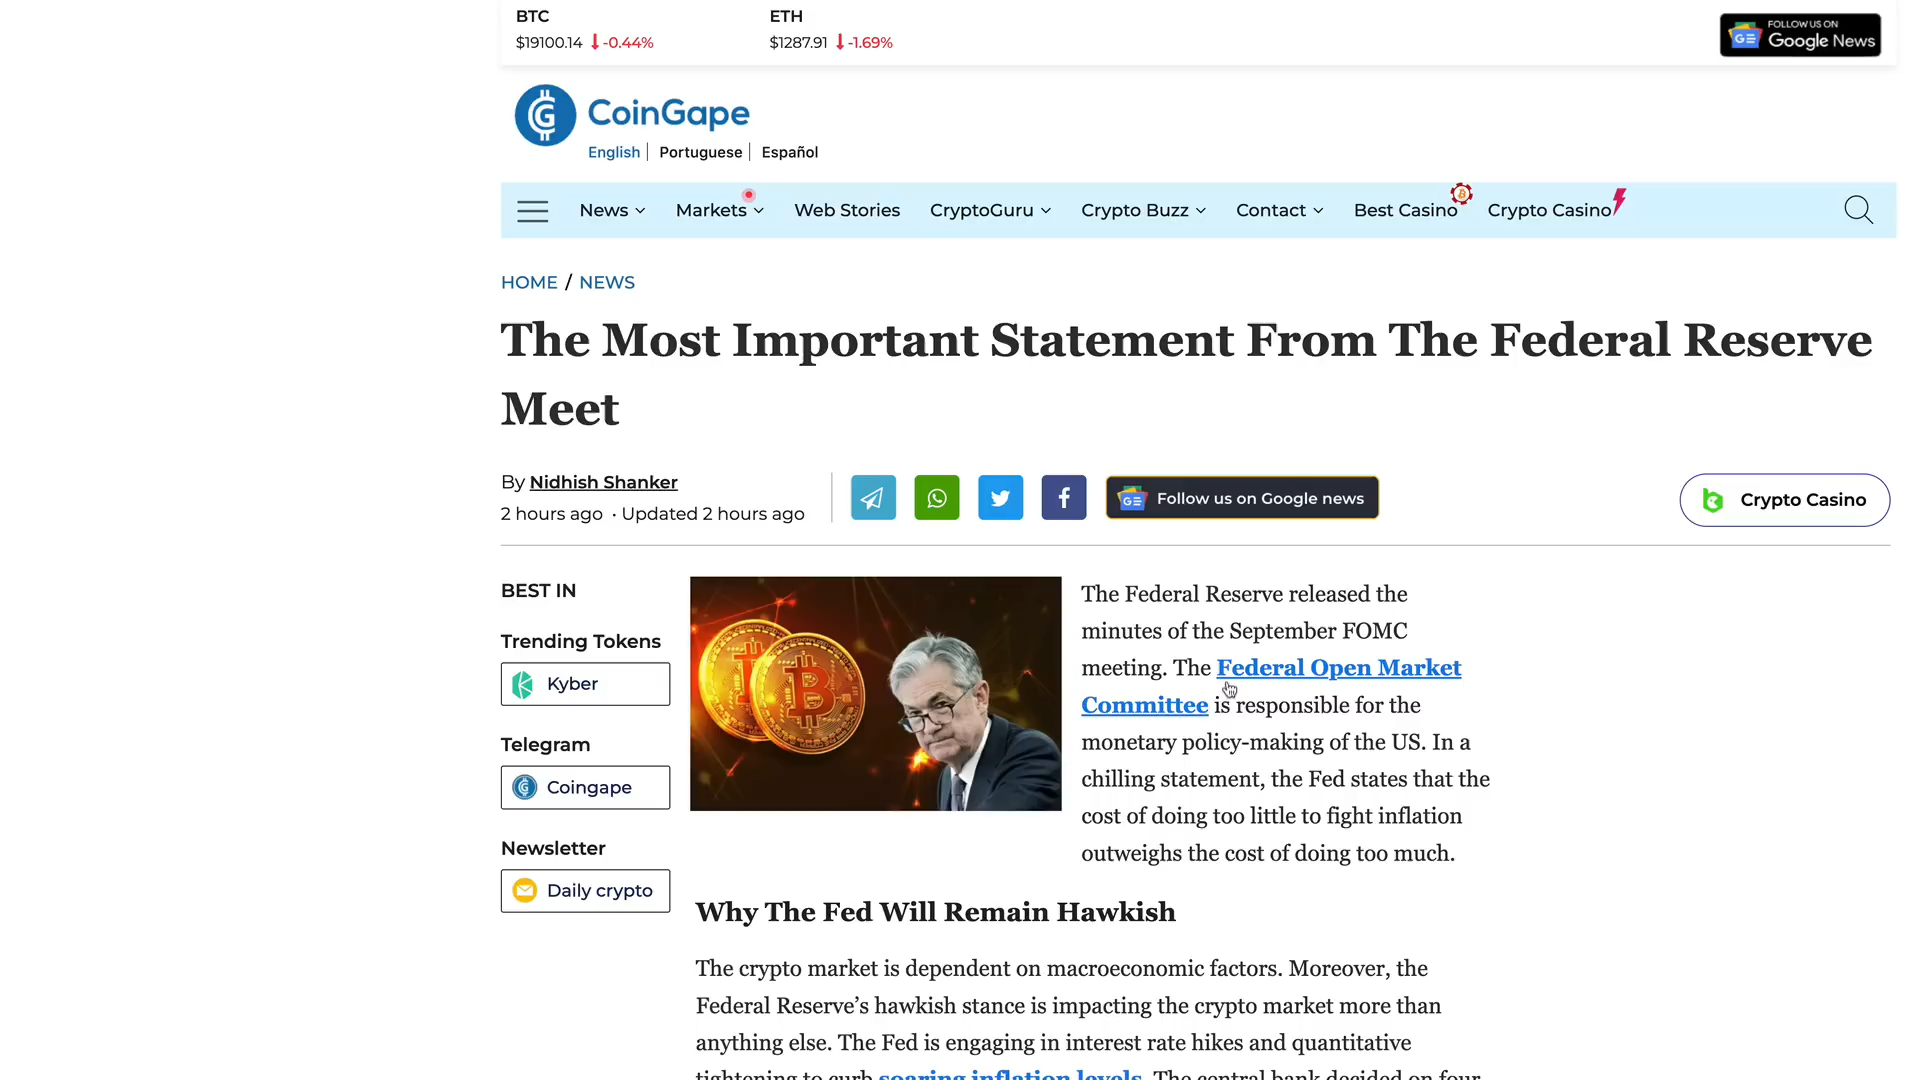 BTC
$19100.14 -0.44%
ETH
$1287.91 -1.69%
FOLLOW US ON
Google News
CoinGape
English | Portuguese | Español
News Markets Web Stories CryptoGuru Crypto Buzz Contact Best Casino Crypto Casino
HOME / NEWS
The Most Important Statement From The Federal Reserve
Meet
By Nidhish Shanker
2 hours ago · Updated 2 hours ago
Follow us on Google news
Crypto Casino
BEST IN
Trending Tokens
Kyber
Telegram
Coingape
Newsletter
Daily crypto
The Federal Reserve released the
minutes of the September FOMC
meeting. The Federal Open Market
Committee is responsible for the
monetary policy-making of the US. In a
chilling statement, the Fed states that the
cost of doing too little to fight inflation
outweighs the cost of doing too much.
Why The Fed Will Remain Hawkish
The crypto market is dependent on macroeconomic factors. Moreover, the
Federal Reserve’s hawkish stance is impacting the crypto market more than
anything else. The Fed is engaging in interest rate hikes and quantitative
tightening to curb soaring inflation levels. The central bank decided on four